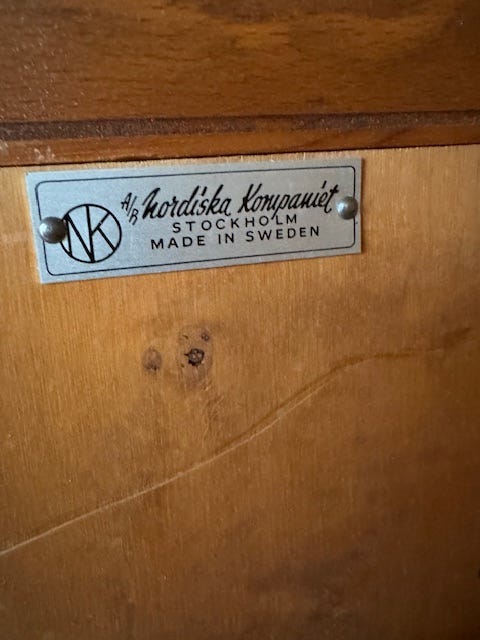 NK
A/B Nordiska Kompaniet
STOCKHOLM
MADE IN SWEDEN